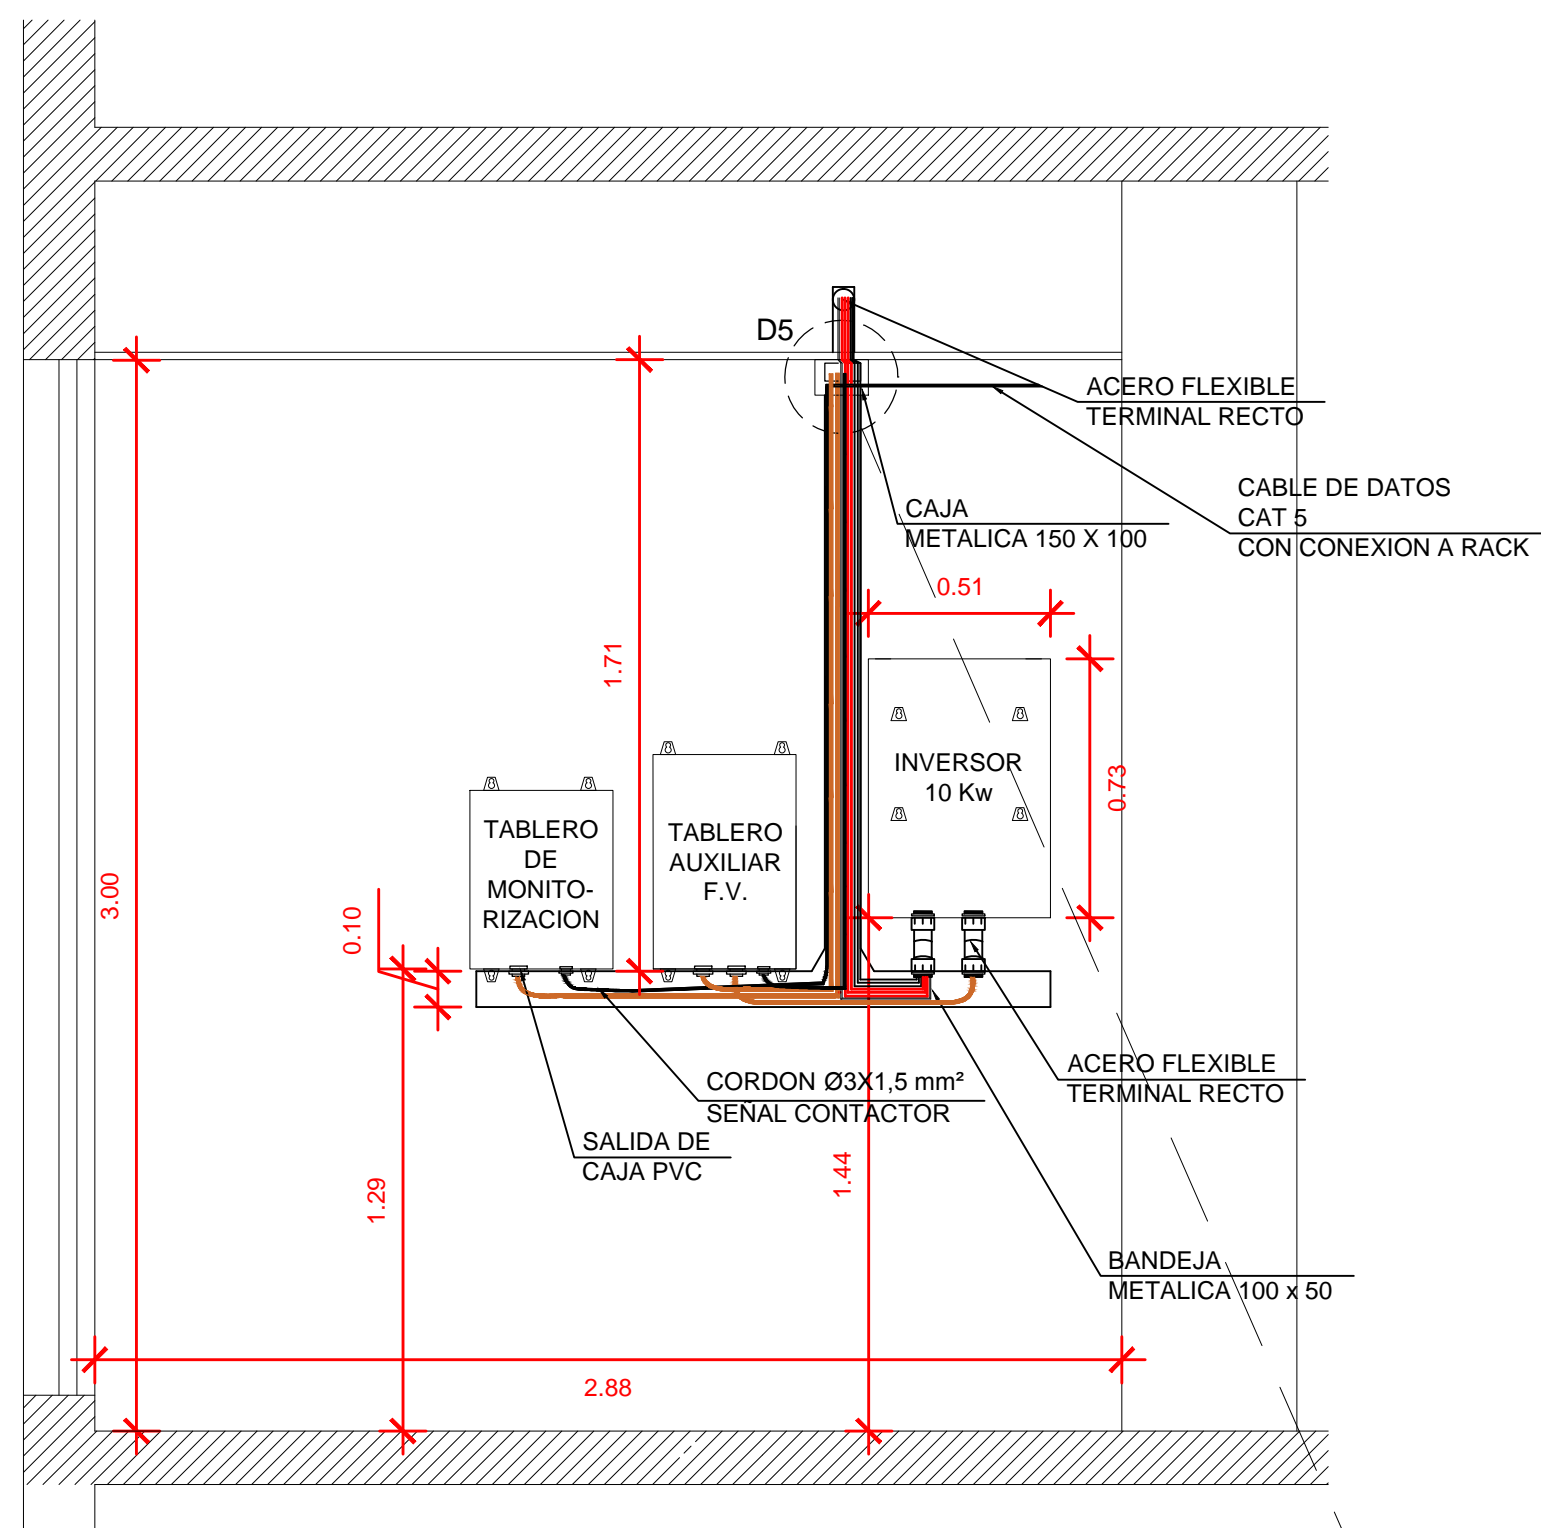 D5
ACERO FLEXIBLE
TERMINAL RECTO
CABLE DE DATOS
CAT 5
CON CONEXION A RACK
CAJA
METALICA 150 X 100
0.51
1.71
INVERSOR
10 Kw
0.73
TABLERO
DE
MONITO-
RIZACION
TABLERO
AUXILIAR
F.V.
3.00
0.10
ACERO FLEXIBLE
TERMINAL RECTO
CORDON Ø3X1,5 mm²
SEÑAL CONTACTOR
SALIDA DE
CAJA PVC
1.44
1.29
BANDEJA
METALICA 100 x 50
2.88